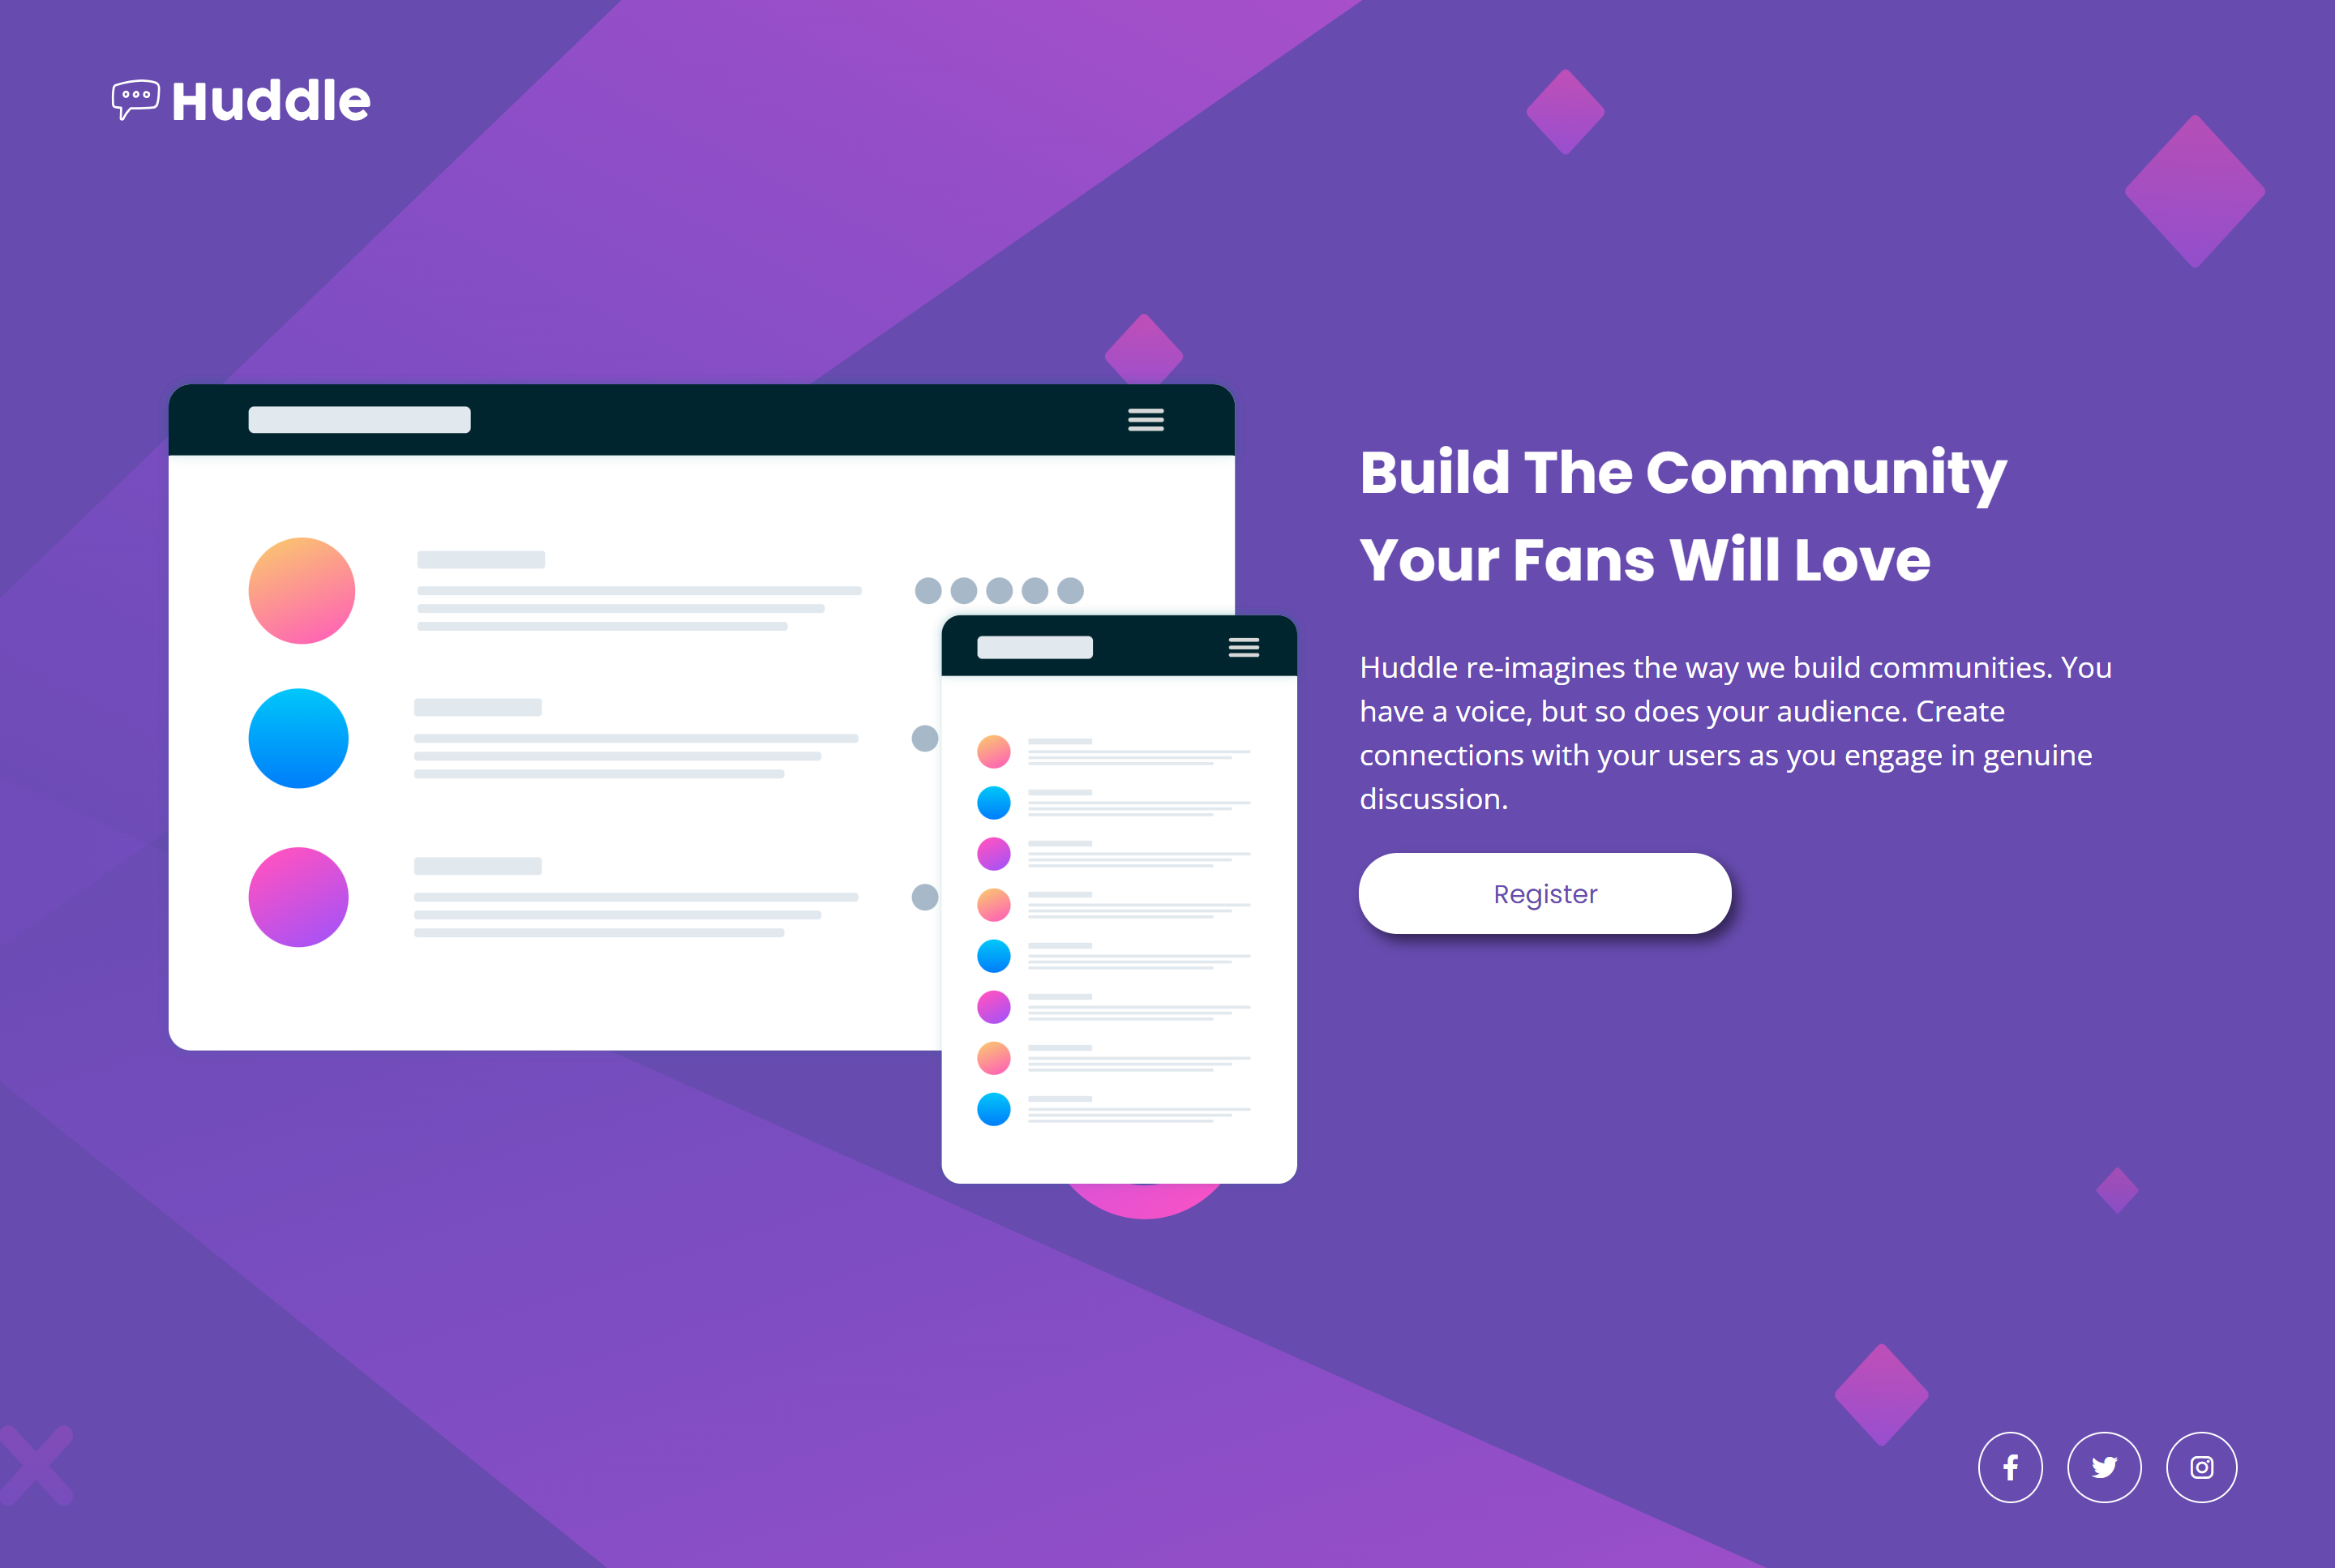 Huddle
Build The Community
Your Fans Will Love
Huddle re-imagines the way we build communities. You
have a voice, but so does your audience. Create
connections with your users as you engage in genuine
discussion.
Register